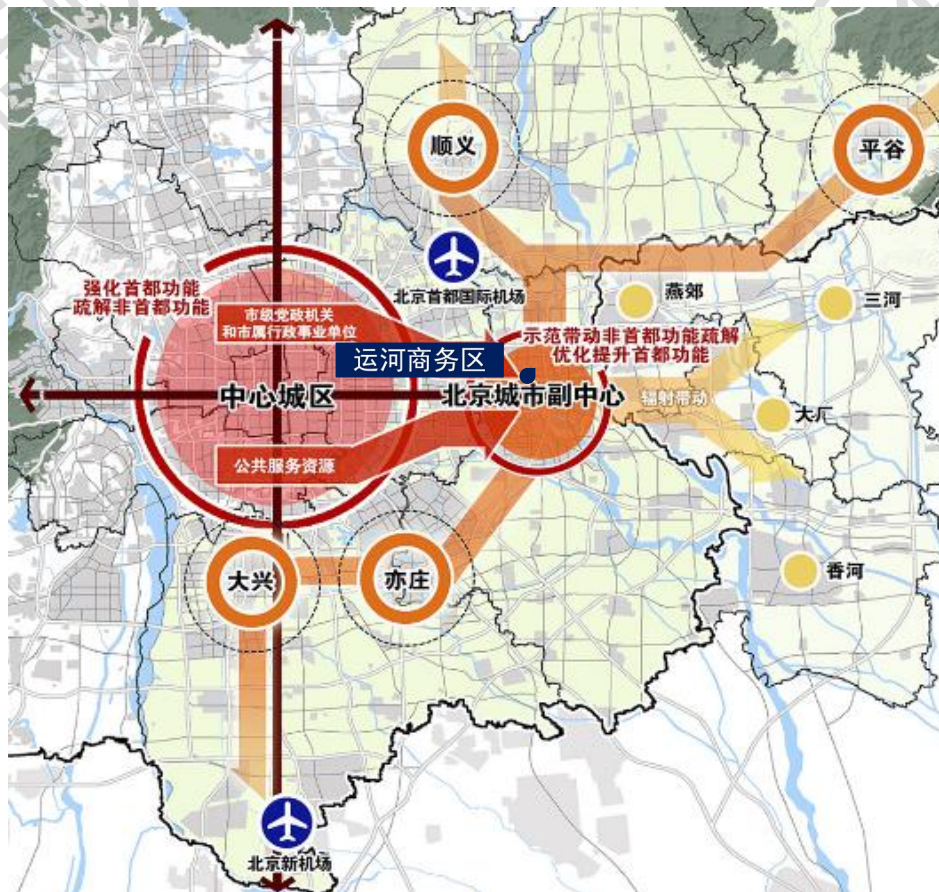 顺义
平谷
北京首都国际机场
燕郊
三河
强化首都功能
疏解非首都功能
市级党政机关
和市属行政事业单位
示范带动非首都功能疏解
优化提升首都功能
运河商务区
中心城区
北京城市副中心
辐射带动
大厂
公共服务资源
大兴
亦庄
香河
北京新机场